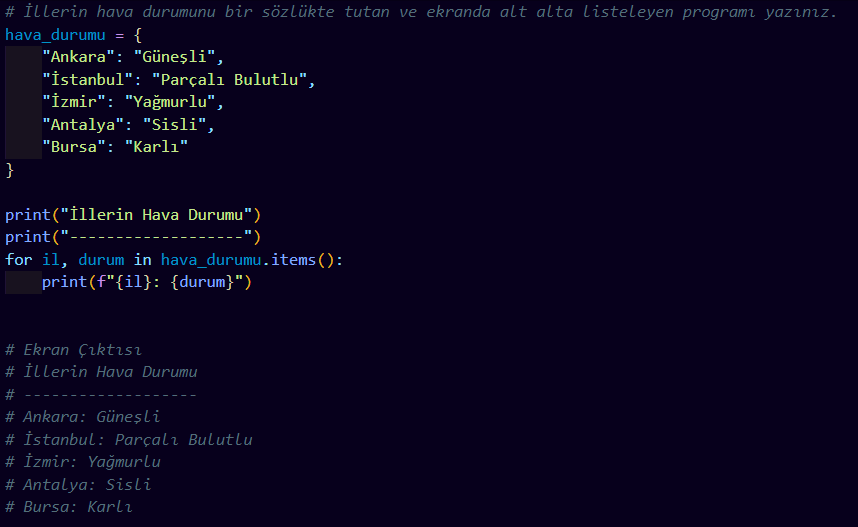 # İllerin hava durumunu bir sözlükte tutan ve ekranda alt alta listeleyen programı yazınız.
hava_durumu = {
    "Ankara": "Güneşli",
    "İstanbul": "Parçalı Bulutlu",
    "İzmir": "Yağmurlu",
    "Antalya": "Sisli",
    "Bursa": "Karlı"
}

print("İllerin Hava Durumu")
print("-------------------")
for il, durum in hava_durumu.items():
    print(f"{il}: {durum}")


# Ekran Çıktısı
# İllerin Hava Durumu
# -------------------
# Ankara: Güneşli
# İstanbul: Parçalı Bulutlu
# İzmir: Yağmurlu
# Antalya: Sisli
# Bursa: Karlı